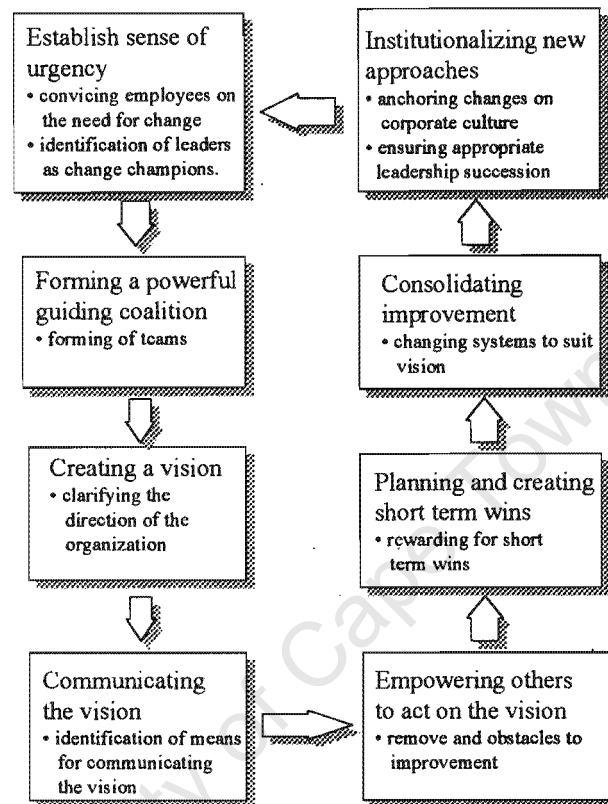 Establish sense of
urgency
• convicing employees on
the need for change
• identification of leaders
as change champions.
Forming a powerful
guiding coalition
• forming of teams
Creating a vision
• clarifying the
direction of the
organization
Communicating
the vision
• identification of means
for communicating
the vision
Empowering others
to act on the vision
• remove and obstacles to
improvement
Planning and creating
short term wins
• rewarding for short
term wins
Consolidating
improvement
• changing systems to suit
vision
Institutionalizing new
approaches
• anchoring changes on
corporate culture
• ensuring appropriate
leadership succession
of Cape Town